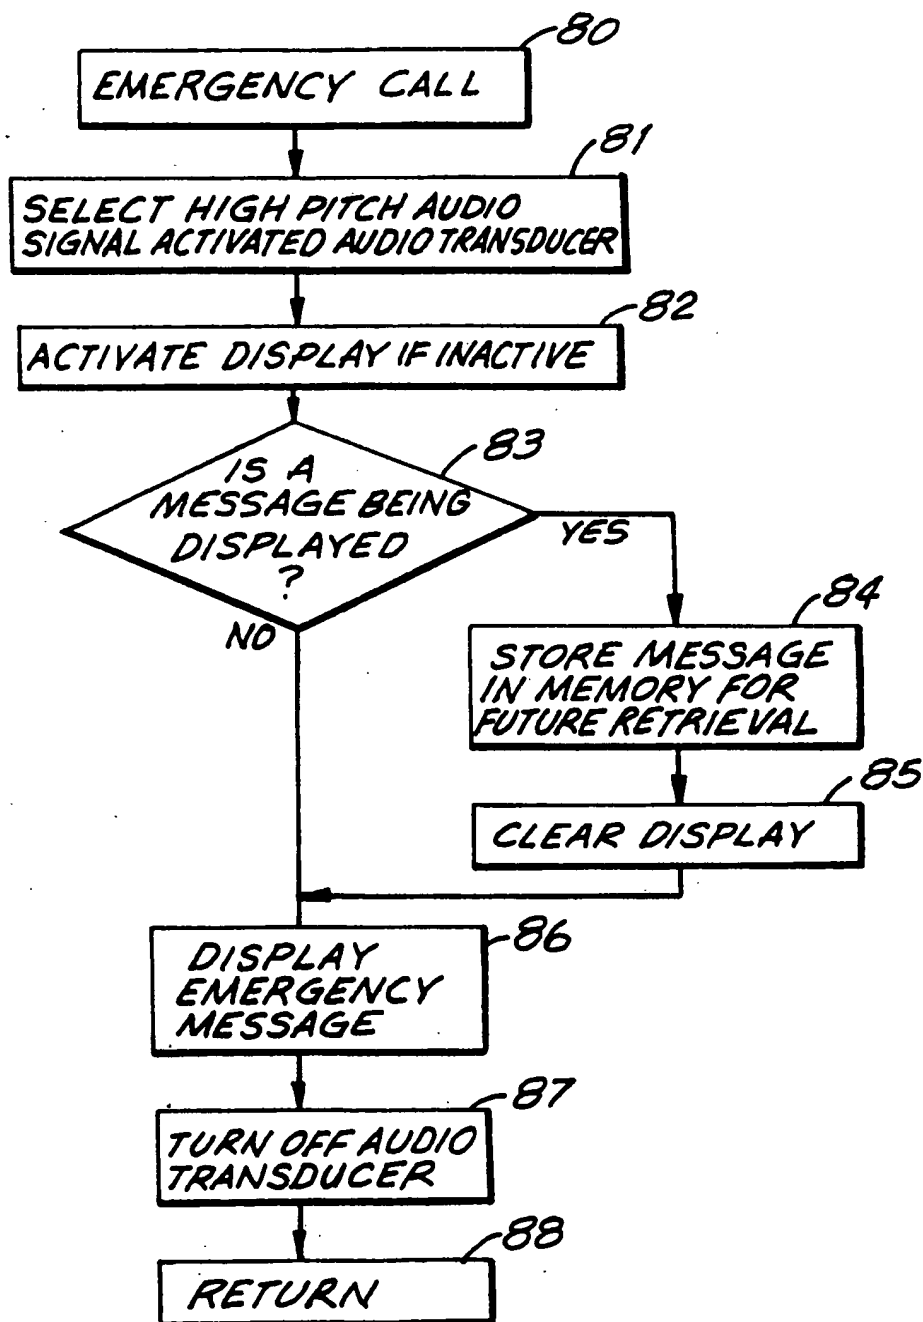 80
EMERGENCY CALL
81
SELECT HIGH PITCH AUDIO
SIGNAL ACTIVATED AUDIO TRANSDUCER
82
ACTIVATE DISPLAY IF INACTIVE
83
IS A
MESSAGE BEING
DISPLAYED
?
YES
NO
84
STORE MESSAGE
IN MEMORY FOR
FUTURE RETRIEVAL
85
CLEAR DISPLAY
86
DISPLAY
EMERGENCY
MESSAGE
87
TURN OFF AUDIO
TRANSDUCER
88
RETURN